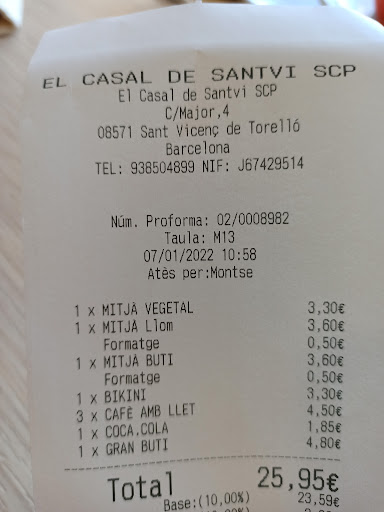 EL CASAL DE SANTVI SCP
El Casal de Santvi SCP
C/Major,4
08571 Sant Vicenç de Torelló
Barcelona
TEL: 938504899 NIF: J67429514
Núm. Proforma: 02/0008982
Taula: M13
07/01/2022 10:58
Atès per:Montse
1 x MITJÀ VEGETAL 3,30€
1 x MITJÀ Llom 3,60€
Formatge 0,50€
1 x MITJÀ BUTI 3,60€
Formatge 0,50€
1 x BIKINI 3,30€
3 x CAFÈ AMB LLET 4,50€
1 x COCA.COLA 1,85€
1 x GRAN BUTI 4,80€
Total 25,95€
Base:(10,00%) 23,59€